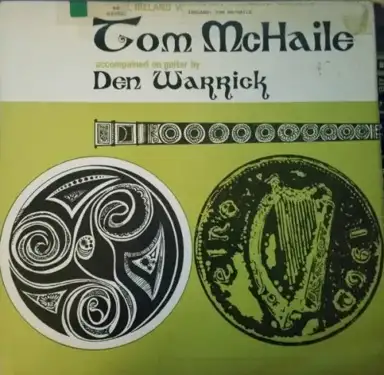 Tom McHaile
accompanied on guitar by
Den Warrick